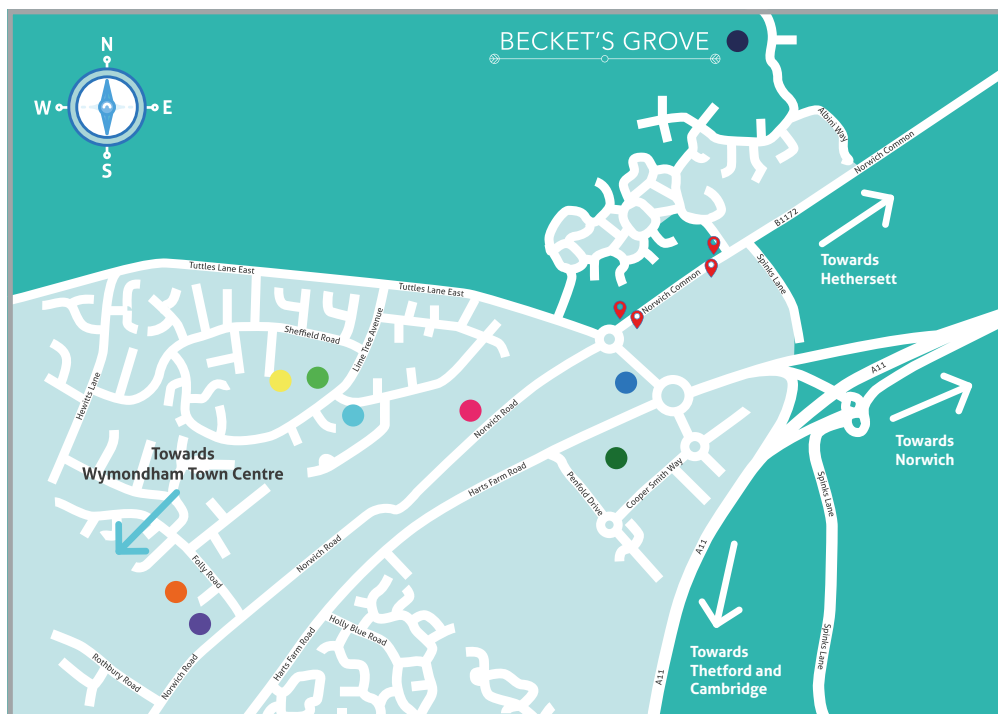 BECKET'S GROVE
N
W
E
S
Albini Way
Norwich Common
B1172
Towards
Hethersett
Spinks Lane
Tuttles Lane East
Tuttles Lane East
Norwich Common
Sheffield Road
Lime Tree Avenue
Hewitts Lane
A11
Norwich Road
Towards
Norwich
Towards
Wymondham Town Centre
Harts Farm Road
Penfold Drive
Cooper Smith Way
Spinks Lane
A11
Norwich Road
Folly Road
Holly Blue Road
Harts Farm Road
Spinks Lane
Towards
Thetford and
Cambridge
Rothbury Road
Norwich Road
A11